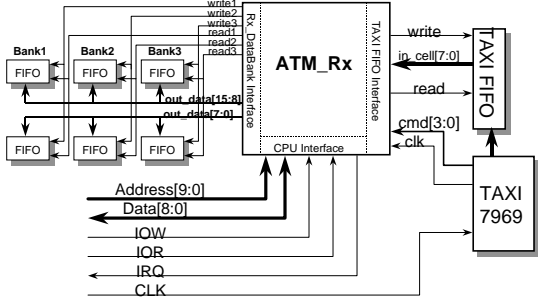 write1
write2
write3
read1
read2
read3
Bank1 Bank2 Bank3
FIFO FIFO FIFO
out_data[15:8]
out_data[7:0]
FIFO FIFO FIFO
Rx_DataBank Interface
ATM_Rx
TAXI FIFO Interface
CPU Interface
write
in_cell[7:0]
read
TAXI FIFO
cmd[3:0]
clk
TAXI
7969
Address[9:0]
Data[8:0]
IOW
IOR
IRQ
CLK